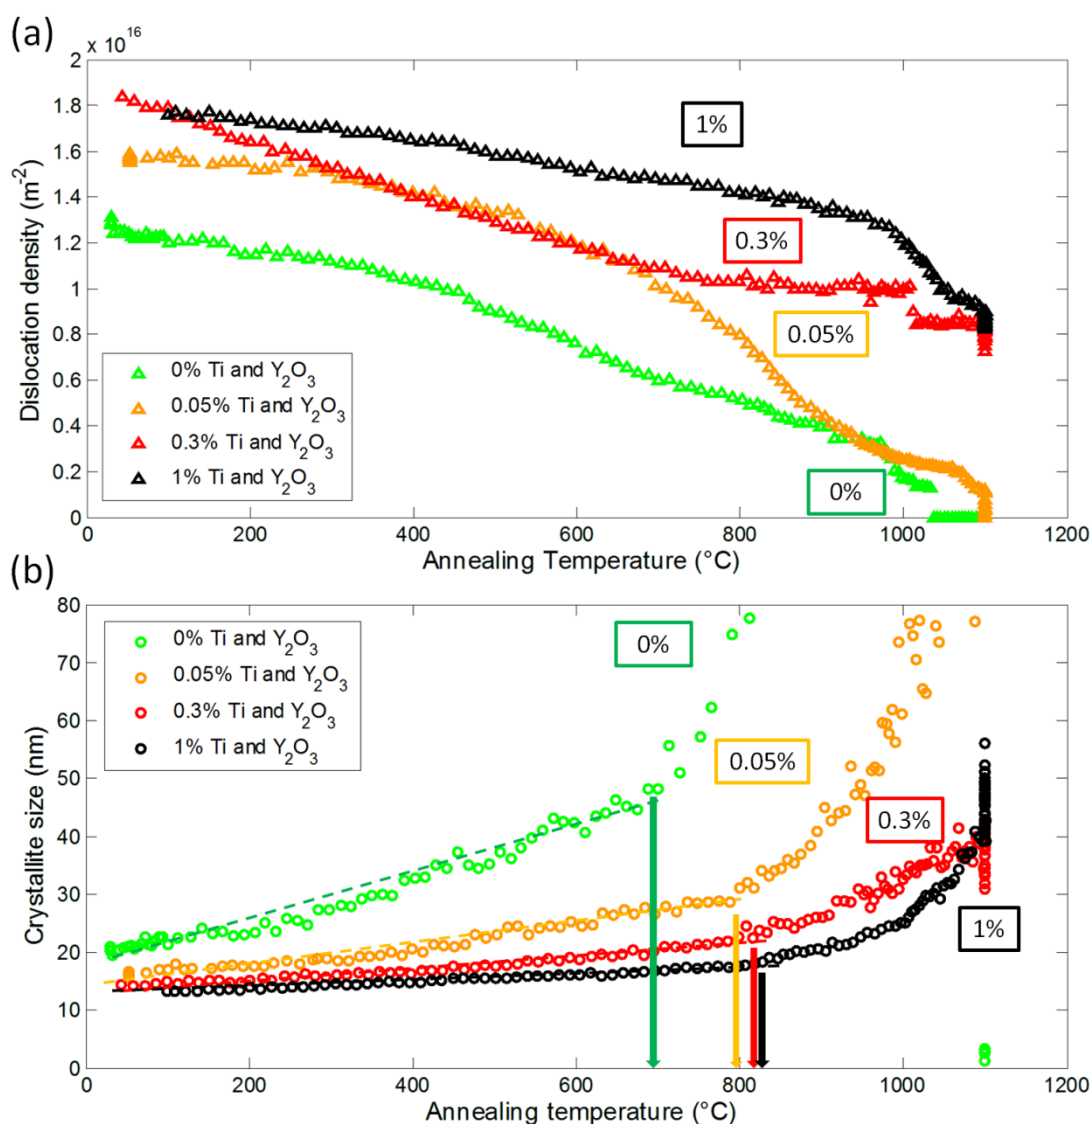 (a)
× 10¹⁶
2
1.8
1.6
1.4
1.2
1
0.8
0.6
0.4
0.2
0
Dislocation density (m⁻²)
1%
0.3%
0.05%
0%
0% Ti and Y₂O₃
0.05% Ti and Y₂O₃
0.3% Ti and Y₂O₃
1% Ti and Y₂O₃
0 200 400 600 800 1000 1200
Annealing Temperature (°C)
(b)
80
70
60
50
40
30
20
10
0
Crystallite size (nm)
0% Ti and Y₂O₃
0.05% Ti and Y₂O₃
0.3% Ti and Y₂O₃
1% Ti and Y₂O₃
0%
0.05%
0.3%
1%
0 200 400 600 800 1000 1200
Annealing temperature (°C)